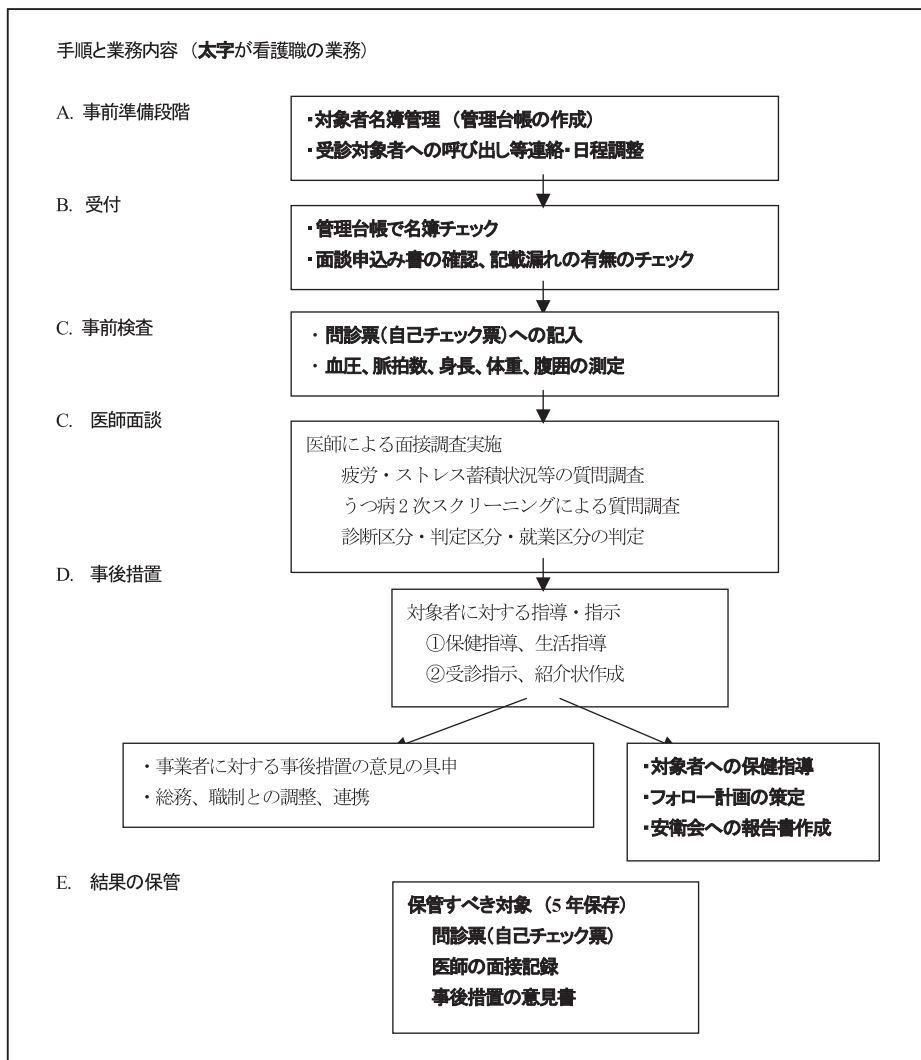 手順と業務内容 (太字が看護職の業務)
A. 事前準備段階
・対象者名簿管理 (管理台帳の作成)
・受診対象者への呼び出し等連絡・日程調整
B. 受付
・管理台帳で名簿チェック
・面談申込み書の確認、記載漏れの有無のチェック
C. 事前検査
・ 問診票(自己チェック票)への記入
・ 血圧、脈拍数、身長、体重、腹囲の測定
C. 医師面談
医師による面接調査実施
疲労・ストレス蓄積状況等の質問調査
うつ病2次スクリーニングによる質問調査
診断区分・判定区分・就業区分の判定
D. 事後措置
対象者に対する指導・指示
①保健指導、生活指導
②受診指示、紹介状作成
・事業者に対する事後措置の意見の具申
・総務、職制との調整、連携
・対象者への保健指導
・フォロー計画の策定
・安衛会への報告書作成
E. 結果の保管
保管すべき対象 (5年保存)
問診票(自己チェック票)
医師の面接記録
事後措置の意見書